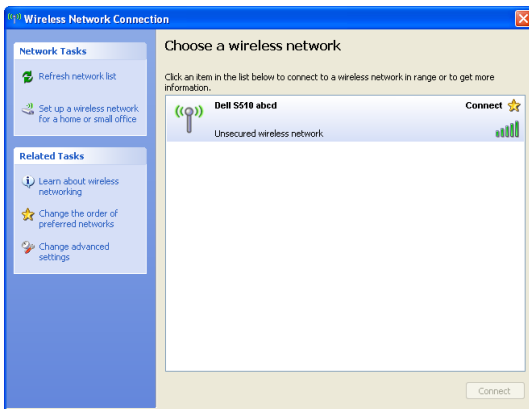 Wireless Network Connection
Network Tasks
Refresh network list
Set up a wireless network
for a home or small office
Related Tasks
Learn about wireless
networking
Change the order of
preferred networks
Change advanced
settings
Choose a wireless network
Click an item in the list below to connect to a wireless network in range or to get more
information.
Dell S510 abcd
Connect
Unsecured wireless network
Connect